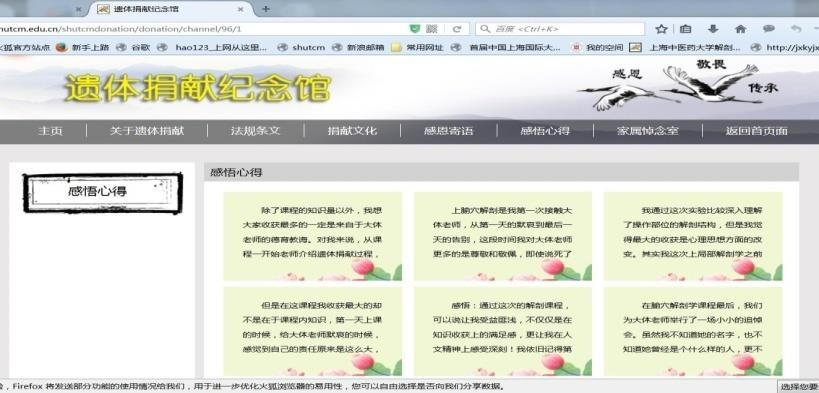 遗体捐献纪念馆
hutcm.edu.cn/shutcmdonation/donation/channel/96/1
百度 <Ctrl+K>
火狐官方站点 新手上路 谷歌 hao123_上网从这里... shutcm 新浪邮箱 常用网址 首届中国上海国际大... 我的空间 上海中医药大学解剖... http://jxkyjx
遗体捐献纪念馆
感恩 敬畏 传承
主页 关于遗体捐献 法规条文 捐献文化 感恩寄语 感悟心得 家属悼念室 返回首页面
感悟心得
感悟心得
除了课程的知识量以外，我想
大家收获最多的一定是来自于大体
老师的德育教诲。对我来说，从课
程一开始老师介绍遗体捐献过程，
上腧穴解剖是我第一次接触大
体老师，从第一天的默哀到最后一
天的告别，这段时间我对大体老师
更多的是尊敬和敬佩，即使说死了
我通过这次实验比较深入理解
了操作部位的解剖结构，但是我觉
得最大的收获是心理思想方面的改
变。其实我这次上局部解剖学之前
但是在这课程我收获最大的却
不是在于课程内知识，第一天上课
的时候，给大体老师默哀的时候，
感觉到自己的责任原来是这么大，
感悟：通过这次的解剖课程，
可以说让我受益匪浅，不仅仅是在
知识收获上的满足感，更让我在人
文精神上感受深刻！我依旧记得第
在腧穴解剖学课程最后，我们
为大体老师举行了一场小小的追悼
会。虽然我不知道她的名字，也不
知道她曾经是个什么样的人，更不
，Firefox 将发送部分功能的使用情况给我们，用于进一步优化火狐浏览器的易用性，您可以自由选择是否向我们分享数据。
选择您要